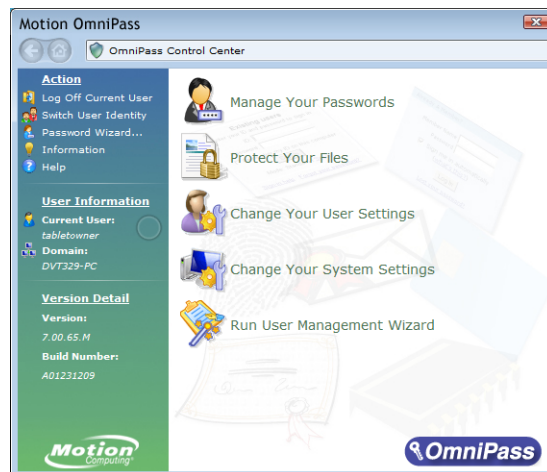 Motion OmniPass
OmniPass Control Center
Action
Log Off Current User
Switch User Identity
Password Wizard...
Information
Help
User Information
Current User:
tabletowner
Domain:
DVT329-PC
Version Detail
Version:
7.00.65.M
Build Number:
A01231209
Manage Your Passwords
Protect Your Files
Change Your User Settings
Change Your System Settings
Run User Management Wizard
Motion
Computing
OmniPass